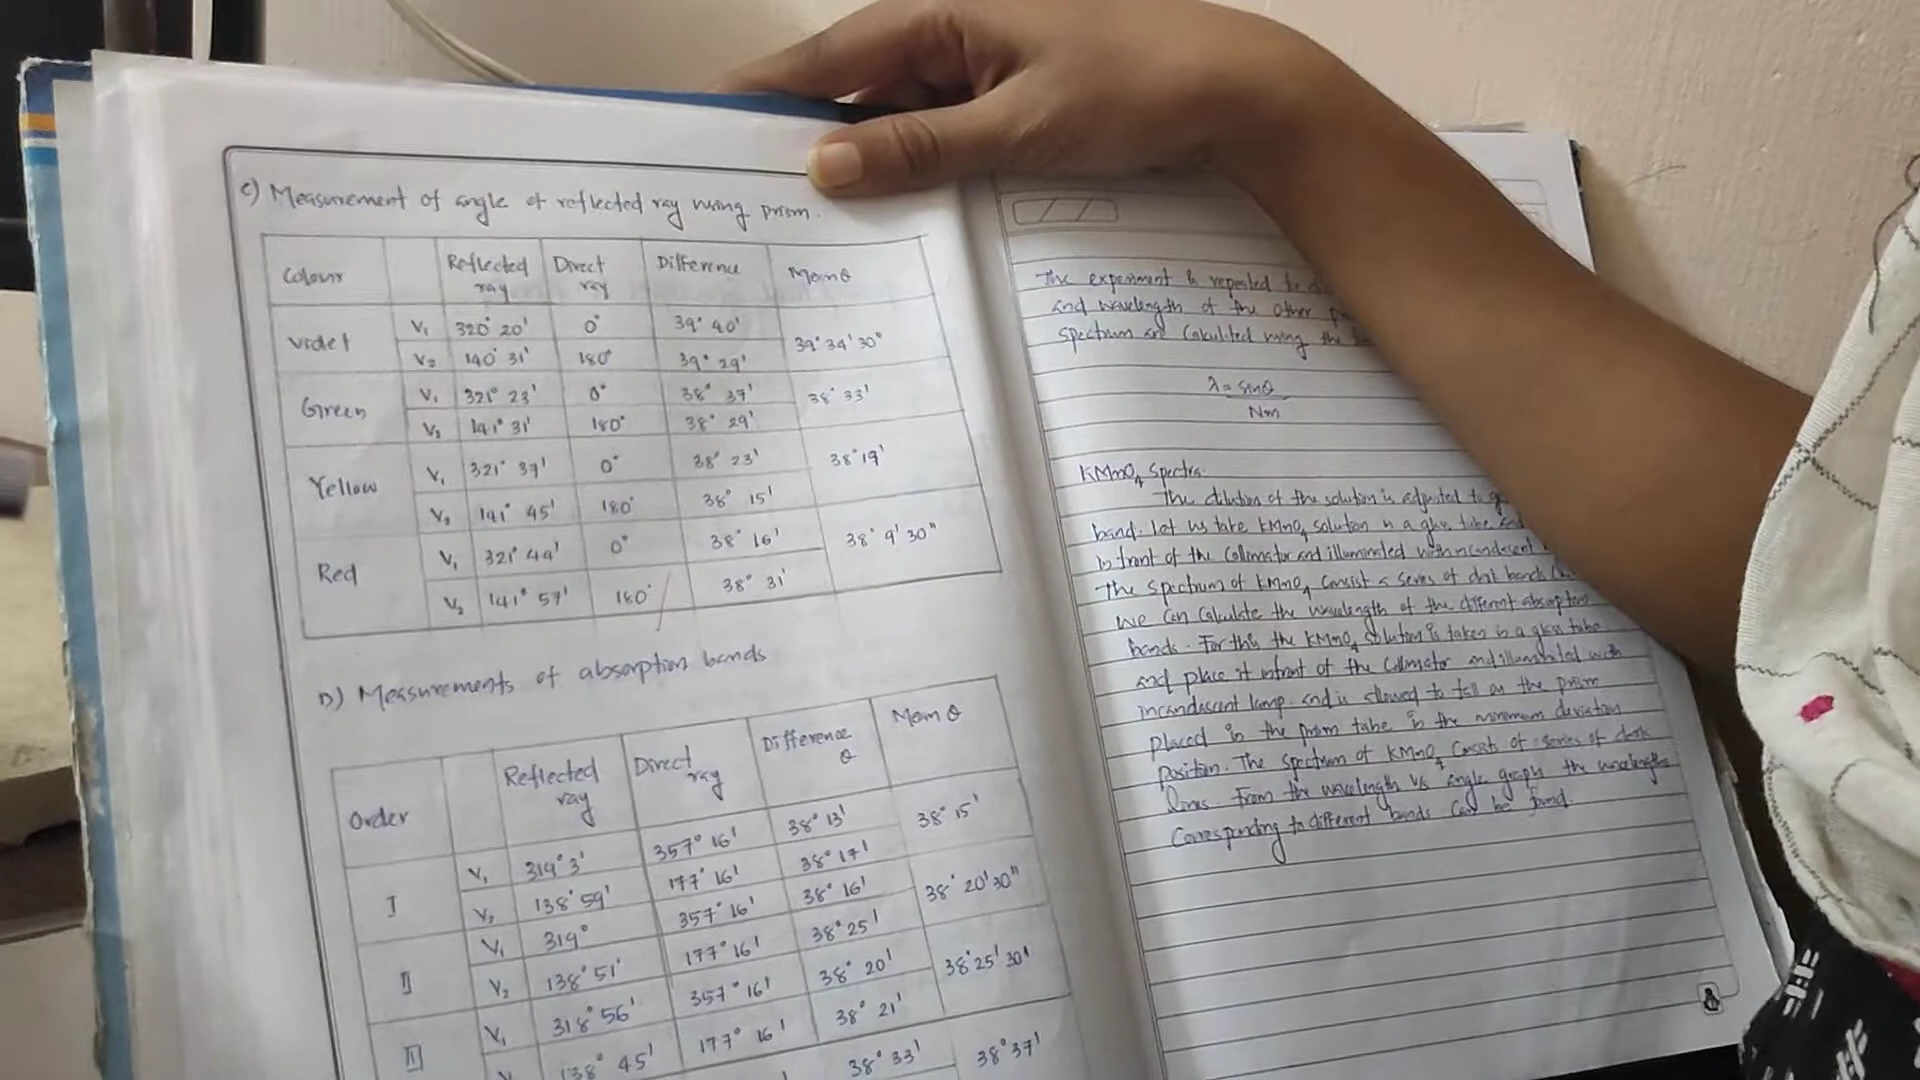 C) Measurement of angle of reflected ray using prism.
Colour Reflected ray Direct ray Difference Mean θ
Violet V₁ 320° 20' 0° 39° 40' 39° 34' 30"
V₂ 140° 31' 180° 39° 29'
Green V₁ 321° 23' 0° 38° 37' 38° 33'
V₂ 141° 31' 180° 38° 29'
Yellow V₁ 321° 37' 0° 38° 23' 38° 19'
V₂ 141° 45' 180° 38° 15'
Red V₁ 321° 44' 0° 38° 16' 38° 9' 30"
V₂ 141° 57' 180° 38° 31'
D) Measurements of absorption bands
Order Reflected ray Direct ray Difference θ Mean θ
I V₁ 319° 3' 357° 16' 38° 13' 38° 15'
V₂ 138° 59' 177° 16' 38° 17'
II V₁ 319° 357° 16' 38° 16' 38° 20' 30"
V₂ 138° 51' 177° 16' 38° 25'
III V₁ 318° 56' 357° 16' 38° 20' 38° 25' 30"
138° 45' 177° 16' 38° 21'
38° 33' 38° 37'
The experiment is repeated to
and wavelength of the other
spectrum are Calculted using the
λ = sinθ
Nm
KMnO₄ Spectra.
The dilution of the solution is adjusted to
band. Let us take KMnO₄ solution in a glass tube and
in front of the Collimator and illuminated with incandescent
The spectrum of KMnO₄ Consist a series of dark bands
we can Calculate the wavelength of the different absorption
bands. For this the KMnO₄ solution is taken in a glass tube
and place it infront of the Collimator and illuminated with
incandascent lamp. and is allowed to fall on the prism
placed in the prism table in the minimum deviation
position. The spectrum of KMnO₄ Consists of series of dark
lines. From the wavelength Vs angle graph the wavelengths
Corresponding to different bands can be found.